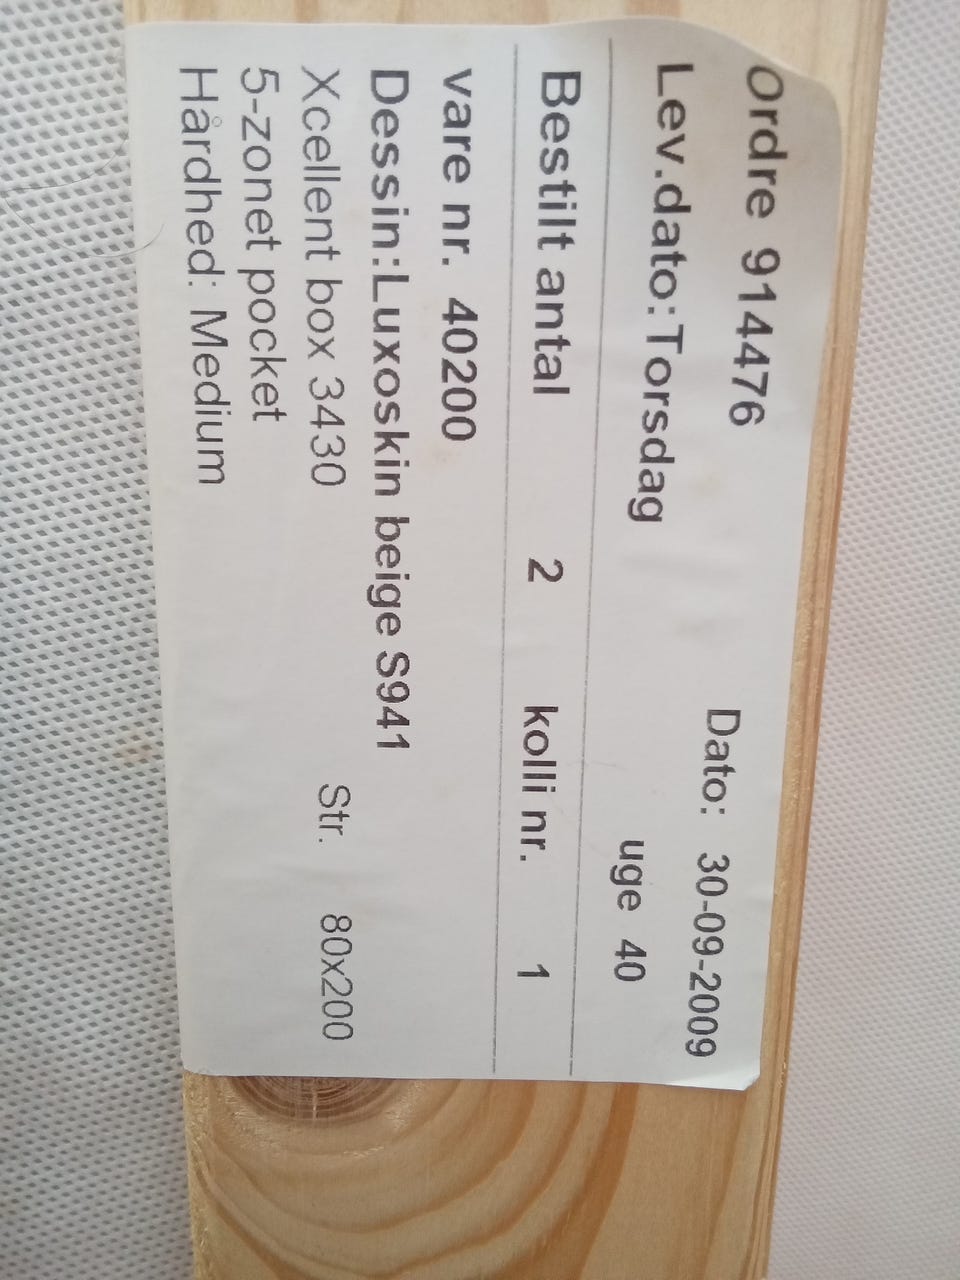 Ordre 914476 Dato: 30-09-2009
Lev.dato:Torsdag uge 40
Bestilt antal 2 kolli nr. 1
vare nr. 40200
Dessin:Luxoskin beige S941
Xcellent box 3430 Str. 80x200
5-zonet pocket
Hårdhed: Medium